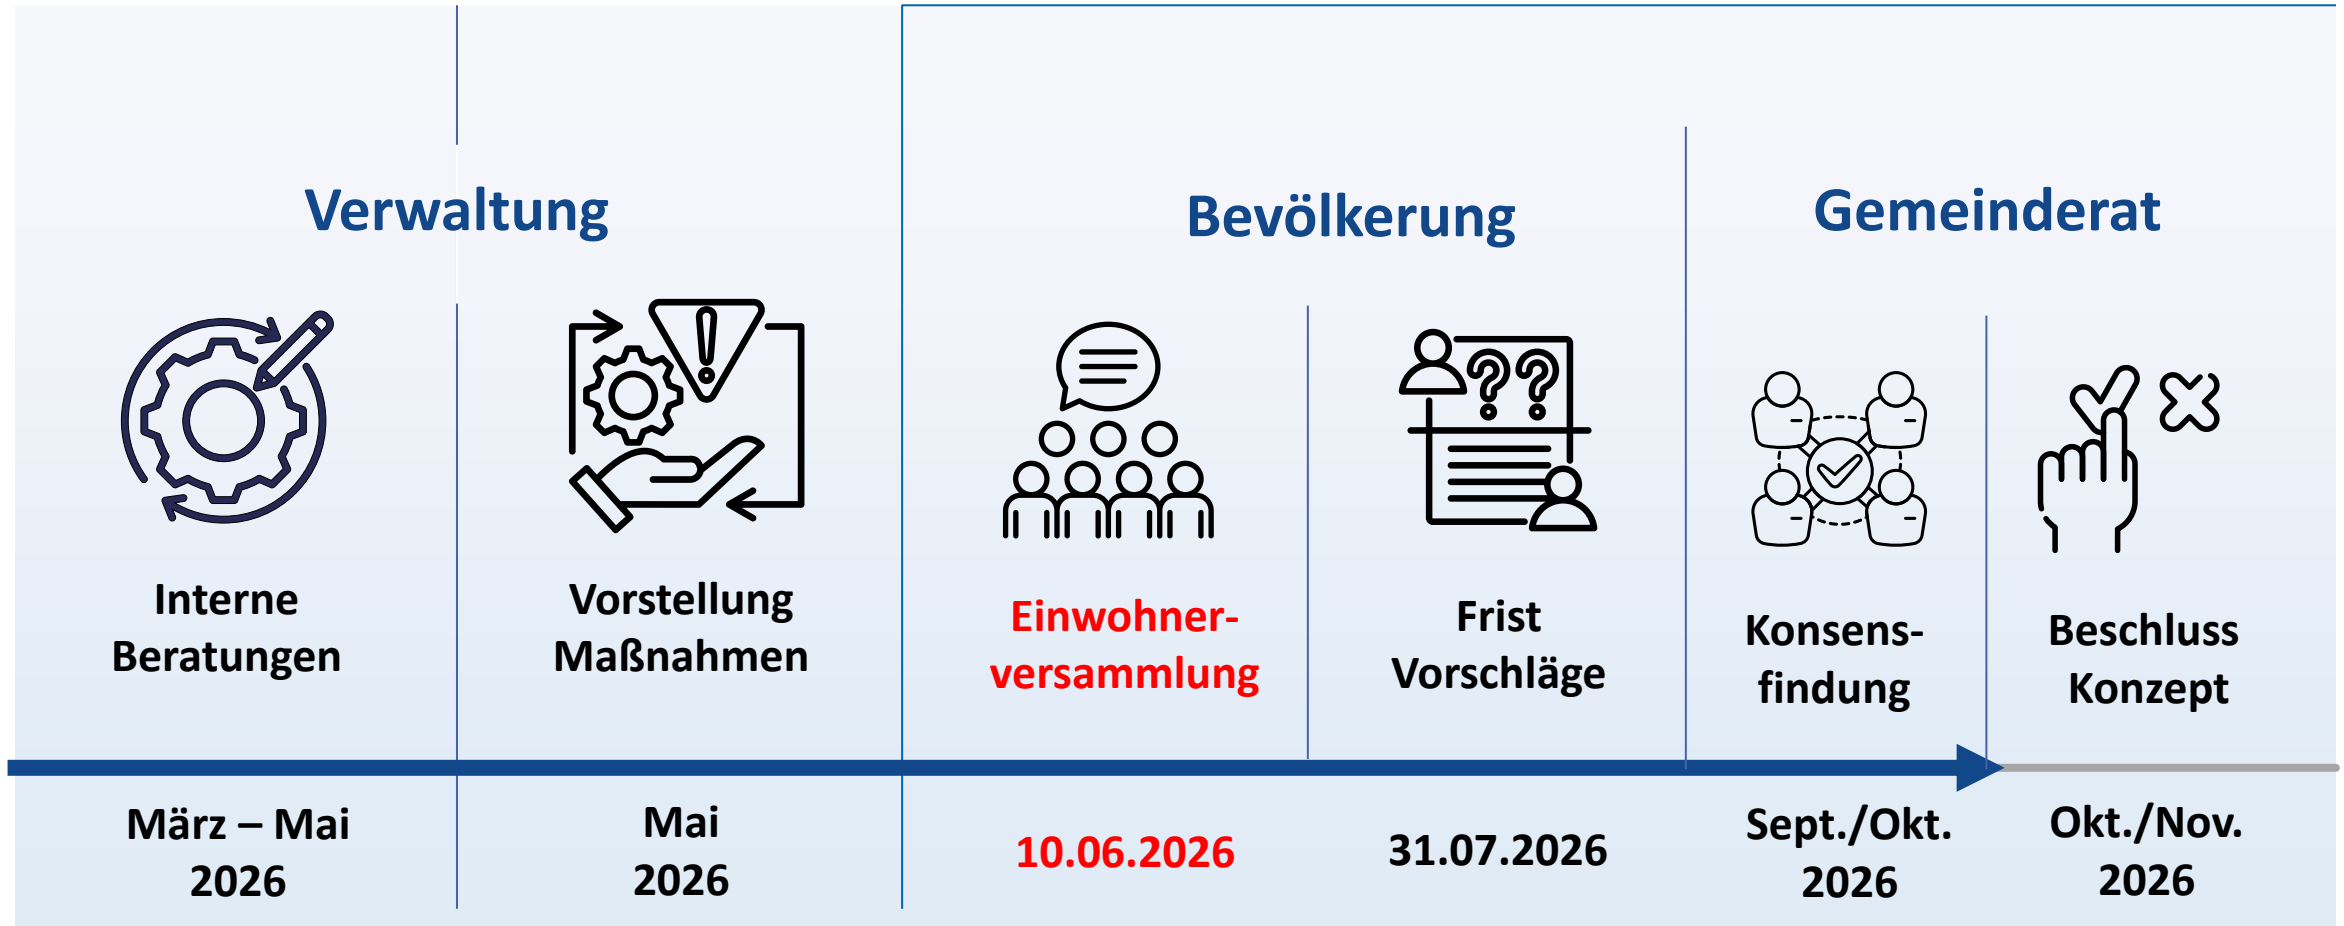 Verwaltung
Bevölkerung
Gemeinderat
Interne
Beratungen
Vorstellung
Maßnahmen
Einwohner-
versammlung
Frist
Vorschläge
Konsens-
findung
Beschluss
Konzept
März – Mai
2026
Mai
2026
10.06.2026
31.07.2026
Sept./Okt.
2026
Okt./Nov.
2026